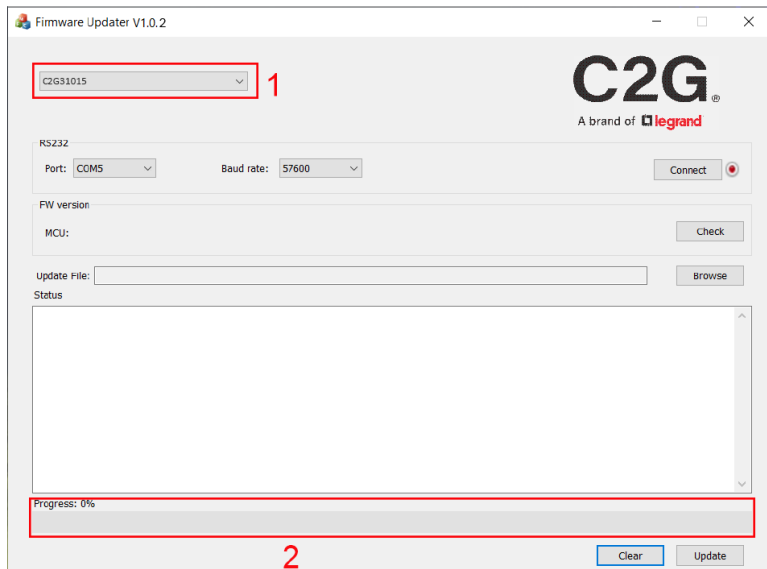 Firmware Updater V1.0.2
C2G31015
1
C2G®
A brand of legrand
RS232
Port: COM5 Baud rate: 57600 Connect
FW version
MCU: Check
Update File: Browse
Status
Progress: 0%
2
Clear Update